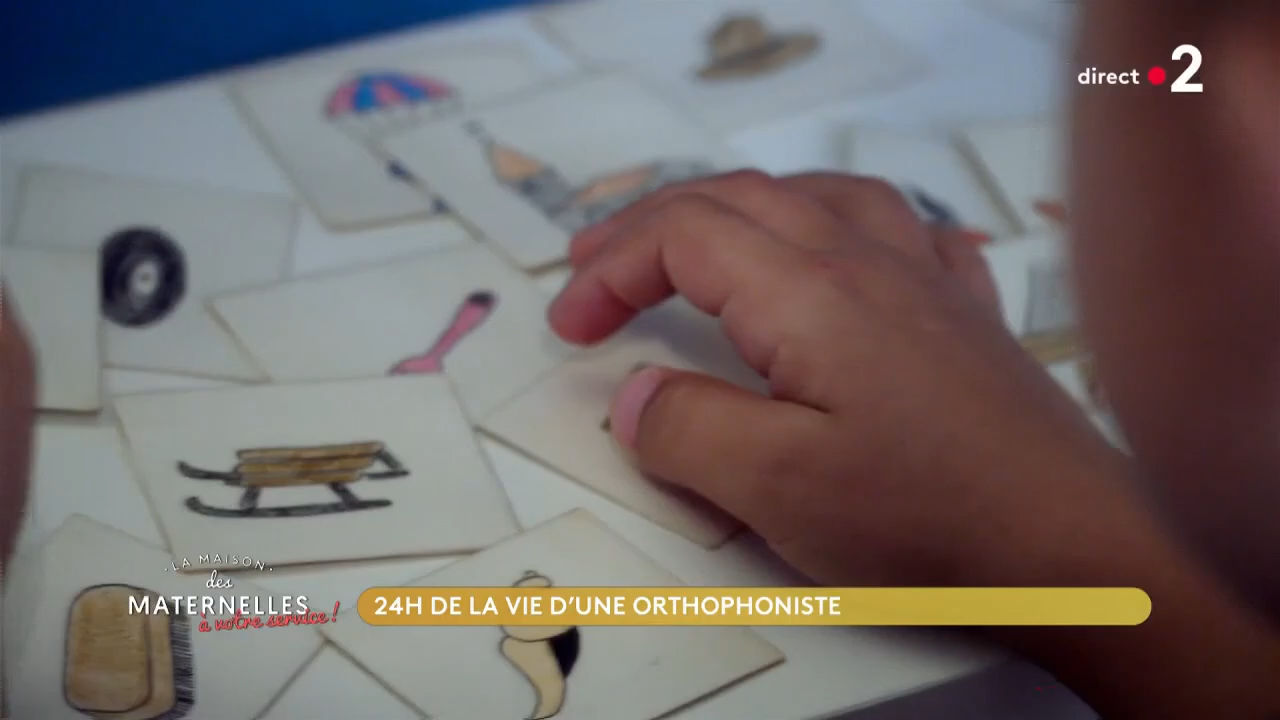 direct 2
LA MAISON
des
MATERNELLES
à votre service !
24H DE LA VIE D'UNE ORTHOPHONISTE